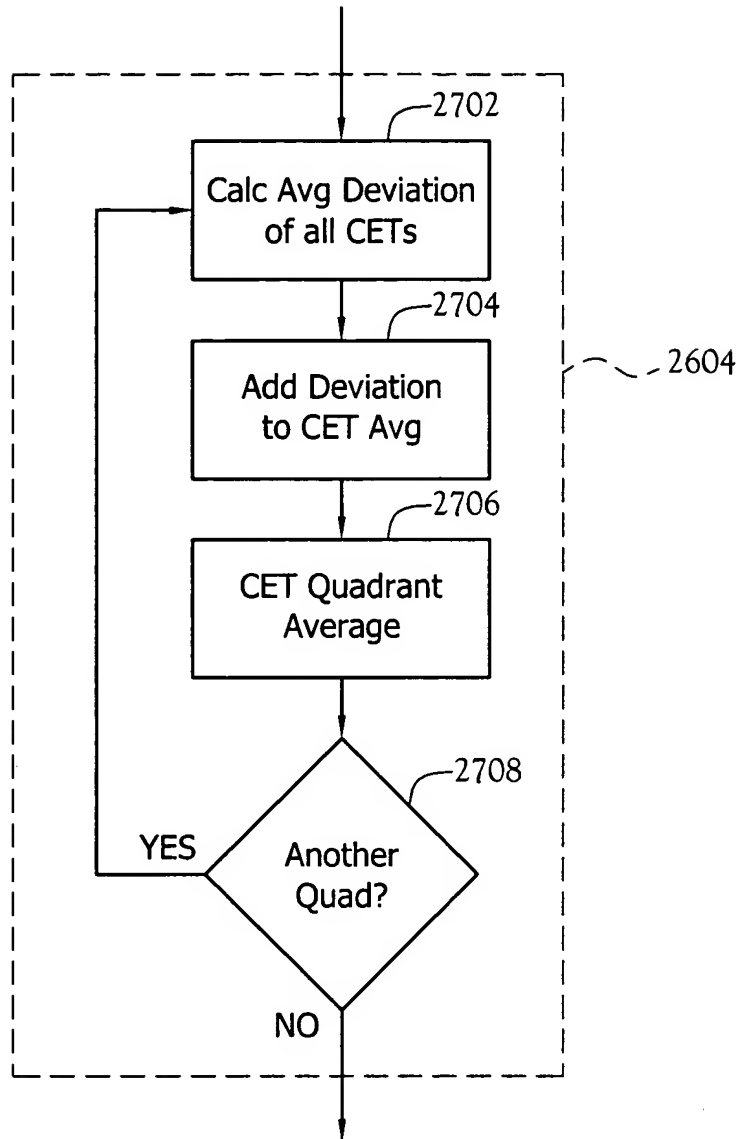 2702
Calc Avg Deviation
of all CETs
2704
Add Deviation
to CET Avg
2604
2706
CET Quadrant
Average
2708
YES
Another
Quad?
NO